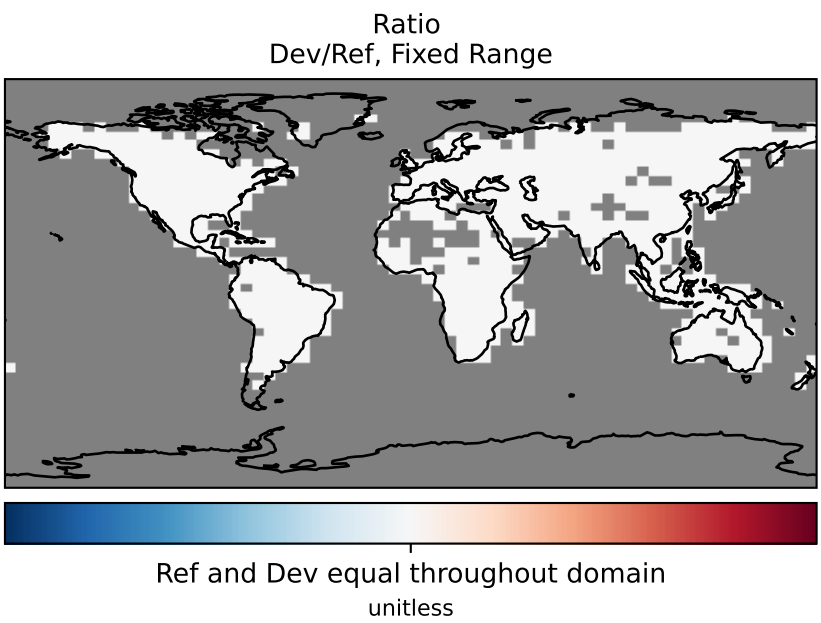 Ratio
Dev/Ref, Fixed Range
Ref and Dev equal throughout domain
unitless